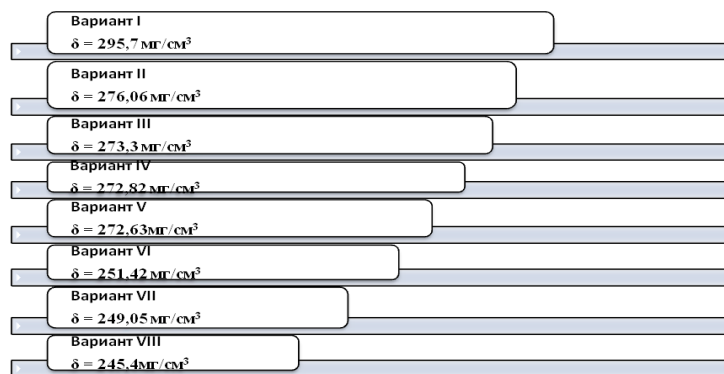 Вариант I
δ = 295,7 мг/см³
Вариант II
δ = 276,06 мг/см³
Вариант III
δ = 273,3 мг/см³
Вариант IV
δ = 272,82 мг/см³
Вариант V
δ = 272,63мг/см³
Вариант VI
δ = 251,42 мг/см³
Вариант VII
δ = 249,05 мг/см³
Вариант VIII
δ = 245,4мг/см³